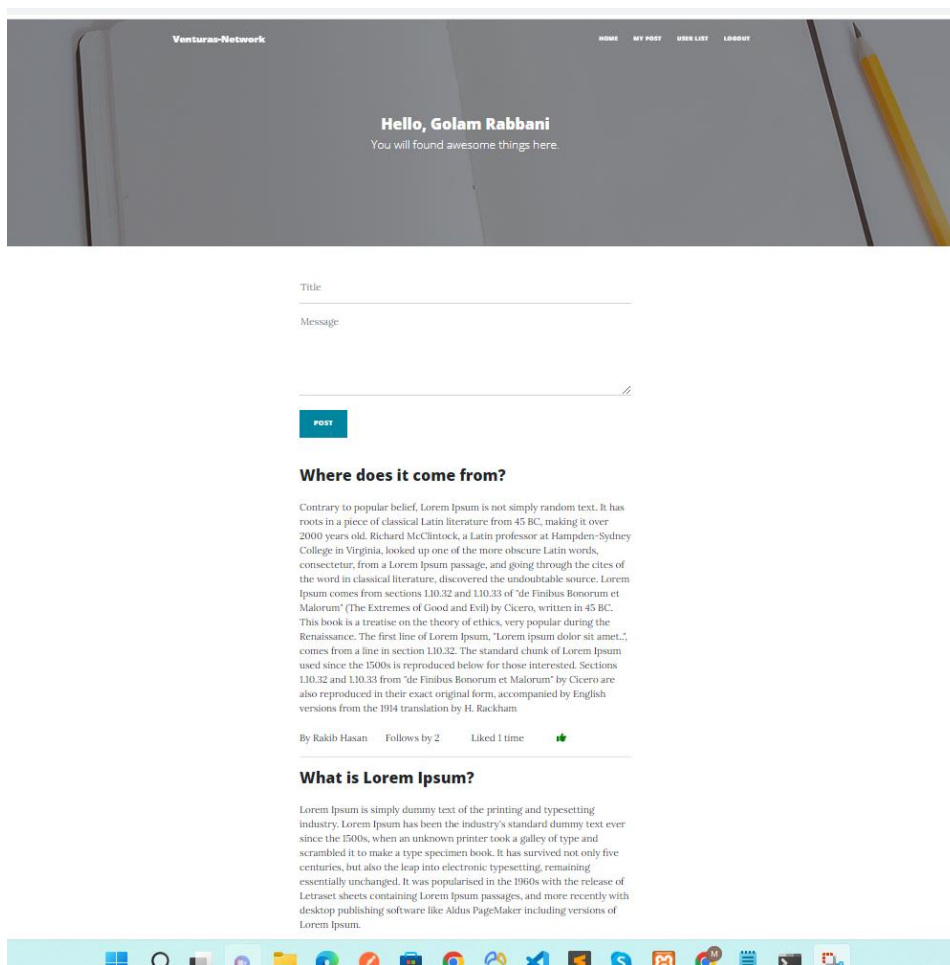 Venturas-Network
HOME MY POST USER LIST LOGOUT
Hello, Golam Rabbani
You will found awesome things here.
Title
Message
POST
Where does it come from?
Contrary to popular belief, Lorem Ipsum is not simply random text. It has
roots in a piece of classical Latin literature from 45 BC, making it over
2000 years old. Richard McClintock, a Latin professor at Hampden-Sydney
College in Virginia, looked up one of the more obscure Latin words,
consectetur, from a Lorem Ipsum passage, and going through the cites of
the word in classical literature, discovered the undoubtable source. Lorem
Ipsum comes from sections 1.10.32 and 1.10.33 of "de Finibus Bonorum et
Malorum" (The Extremes of Good and Evil) by Cicero, written in 45 BC.
This book is a treatise on the theory of ethics, very popular during the
Renaissance. The first line of Lorem Ipsum, "Lorem ipsum dolor sit amet..",
comes from a line in section 1.10.32. The standard chunk of Lorem Ipsum
used since the 1500s is reproduced below for those interested. Sections
1.10.32 and 1.10.33 from "de Finibus Bonorum et Malorum" by Cicero are
also reproduced in their exact original form, accompanied by English
versions from the 1914 translation by H. Rackham
By Rakib Hasan Follows by 2 Liked 1 time
What is Lorem Ipsum?
Lorem Ipsum is simply dummy text of the printing and typesetting
industry. Lorem Ipsum has been the industry's standard dummy text ever
since the 1500s, when an unknown printer took a galley of type and
scrambled it to make a type specimen book. It has survived not only five
centuries, but also the leap into electronic typesetting, remaining
essentially unchanged. It was popularised in the 1960s with the release of
Letraset sheets containing Lorem Ipsum passages, and more recently with
desktop publishing software like Aldus PageMaker including versions of
Lorem Ipsum.